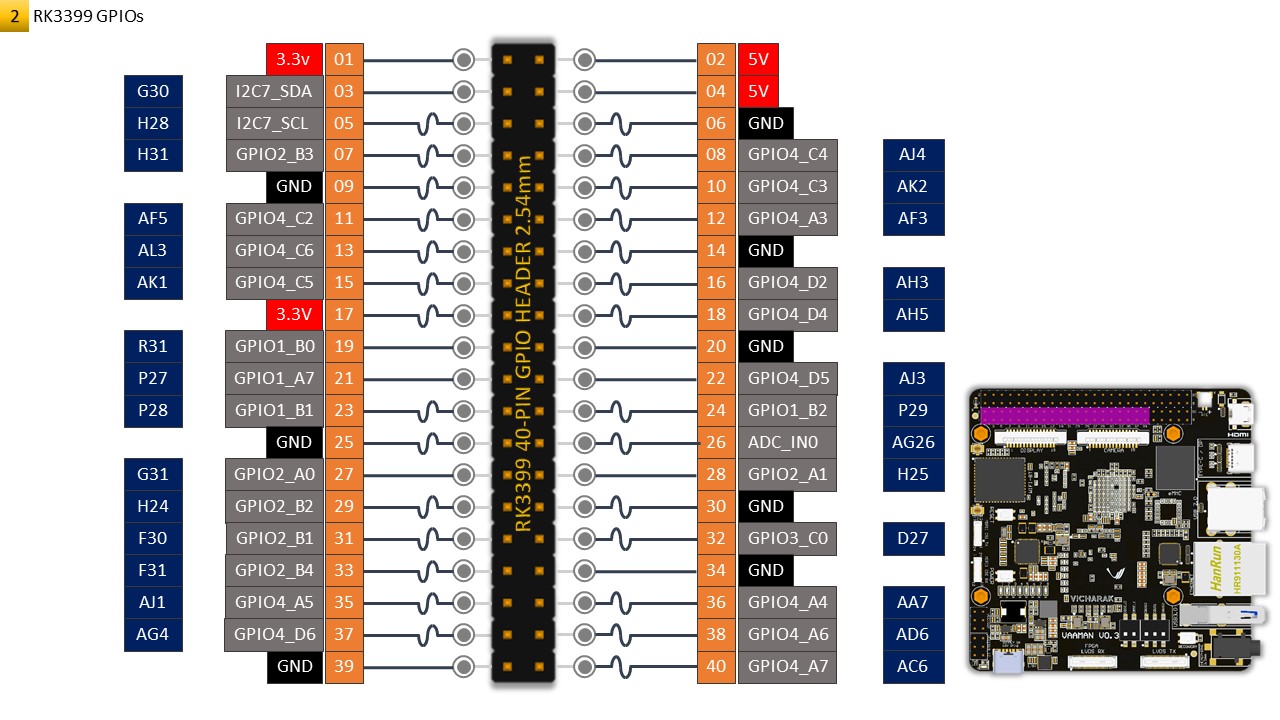 2 RK3399 GPIOs
3.3v 01 02 5V
G30 I2C7_SDA 03 04 5V
H28 I2C7_SCL 05 06 GND
H31 GPIO2_B3 07 08 GPIO4_C4 AJ4
GND 09 10 GPIO4_C3 AK2
AF5 GPIO4_C2 11 12 GPIO4_A3 AF3
AL3 GPIO4_C6 13 14 GND
AK1 GPIO4_C5 15 16 GPIO4_D2 AH3
3.3V 17 18 GPIO4_D4 AH5
R31 GPIO1_B0 19 20 GND
P27 GPIO1_A7 21 22 GPIO4_D5 AJ3
P28 GPIO1_B1 23 24 GPIO1_B2 P29
GND 25 26 ADC_IN0 AG26
G31 GPIO2_A0 27 28 GPIO2_A1 H25
H24 GPIO2_B2 29 30 GND
F30 GPIO2_B1 31 32 GPIO3_C0 D27
F31 GPIO2_B4 33 34 GND
AJ1 GPIO4_A5 35 36 GPIO4_A4 AA7
AG4 GPIO4_D6 37 38 GPIO4_A6 AD6
GND 39 40 GPIO4_A7 AC6
RK3399 40-PIN GPIO HEADER 2.54mm
HDMI
DISPLAY CAMERA
eMMC
HanRun
HR911130A
VICHARAK
VAAMAN V0.3
FPGA
LVDS RX LVDS TX